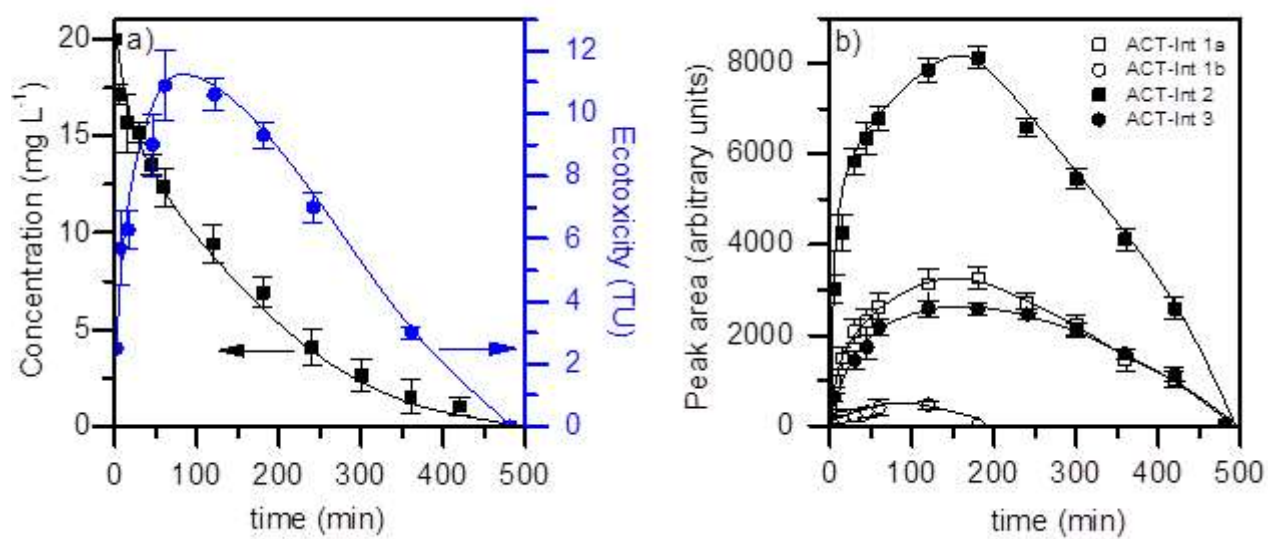 a)
Concentration (mg L⁻¹)
20
15
10
5
0
0 100 200 300 400 500
time (min)
12
10
8
6
4
2
0
Ecotoxicity (TU)
b)
ACT-Int 1a
ACT-Int 1b
ACT-Int 2
ACT-Int 3
Peak area (arbitrary units)
8000
6000
4000
2000
0
0 100 200 300 400 500
time (min)